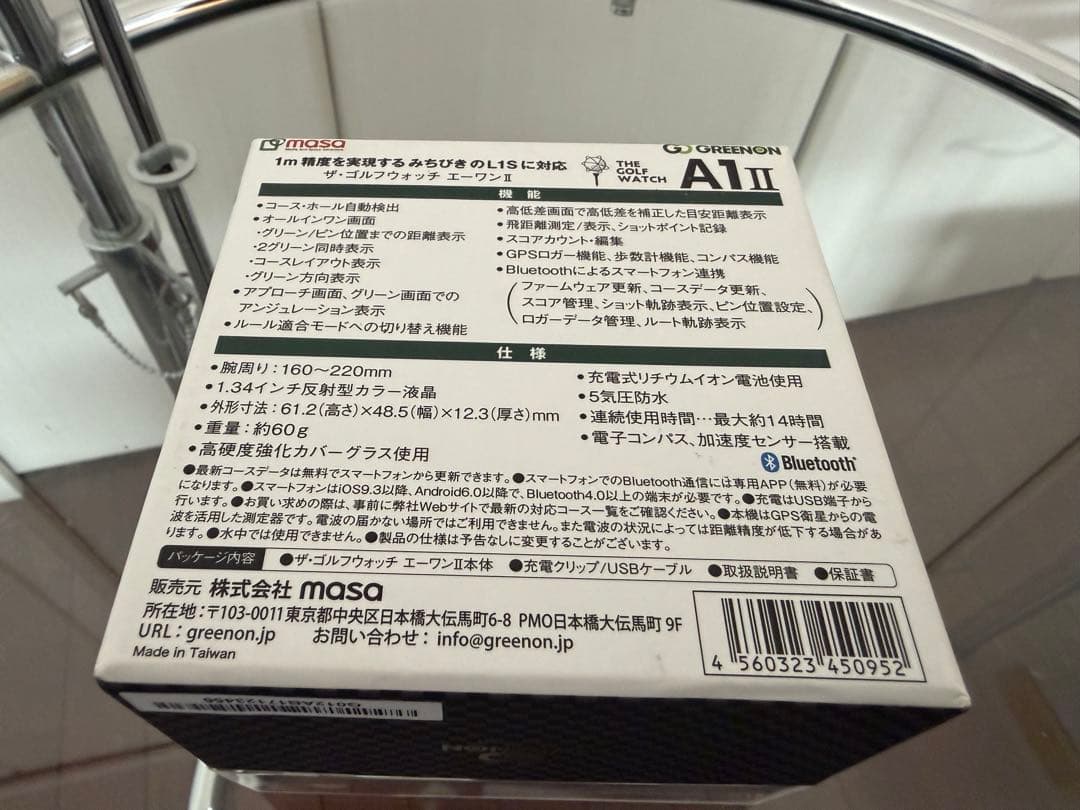 masa
GREENON
1m精度を実現するみちびきのL1Sに対応
ザ・ゴルフウォッチ エーワンⅡ
THE
GOLF
WATCH
A1Ⅱ
機能
•コース・ホール自動検出
•オールインワン画面
・グリーン/ピン位置までの距離表示
・2グリーン同時表示
・コースレイアウト表示
・グリーン方向表示
•アプローチ画面、グリーン画面での
アンジュレーション表示
•ルール適合モードへの切り替え機能
•高低差画面で高低差を補正した目安距離表示
•飛距離測定/表示、ショットポイント記録
•スコアカウント・編集
•GPSロガー機能、歩数計機能、コンパス機能
•Bluetoothによるスマートフォン連携
(ファームウェア更新、コースデータ更新、
スコア管理、ショット軌跡表示、ピン位置設定、
ロガーデータ管理、ルート軌跡表示)
仕様
•腕周り:160〜220mm
•1.34インチ反射型カラー液晶
•外形寸法:61.2(高さ)×48.5(幅)×12.3(厚さ)mm
•重量:約60g
•高硬度強化カバーグラス使用
•充電式リチウムイオン電池使用
•5気圧防水
•連続使用時間…最大約14時間
•電子コンパス、加速度センサー搭載
Bluetooth
●最新コースデータは無料でスマートフォンから更新できます。●スマートフォンでのBluetooth通信には専用APP(無料)が必要
になります。●スマートフォンはiOS9.3以降、Android6.0以降で、Bluetooth4.0以上の端末が必要です。●充電はUSB端子から
行います。●お買い求めの際は、事前に弊社Webサイトで最新の対応コース一覧をご確認ください。●本機はGPS衛星からの電
波を活用した測定器です。電波の届かない場所ではご利用できません。また電波の状況によっては距離精度が低下する場合があ
ります。●水中では使用できません。●製品の仕様は予告なしに変更することがございます。
パッケージ内容 ●ザ・ゴルフウォッチ エーワンⅡ本体 ●充電クリップ/USBケーブル ●取扱説明書 ●保証書
販売元 株式会社 masa
所在地:〒103-0011東京都中央区日本橋大伝馬町6-8 PMO日本橋大伝馬町 9F
URL:greenon.jp お問い合わせ:info@greenon.jp
Made in Taiwan
4 560323 450952